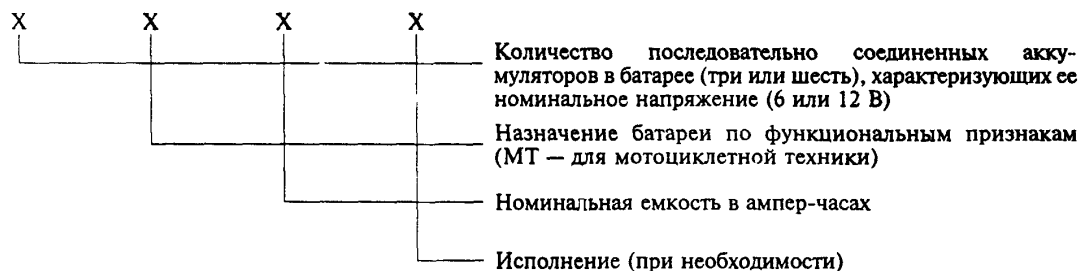 X X X X
Количество последовательно соединенных акку-
муляторов в батарее (три или шесть), характеризующих ее
номинальное напряжение (6 или 12 В)
Назначение батареи по функциональным признакам
(МТ — для мотоциклетной техники)
Номинальная емкость в ампер-часах
Исполнение (при необходимости)